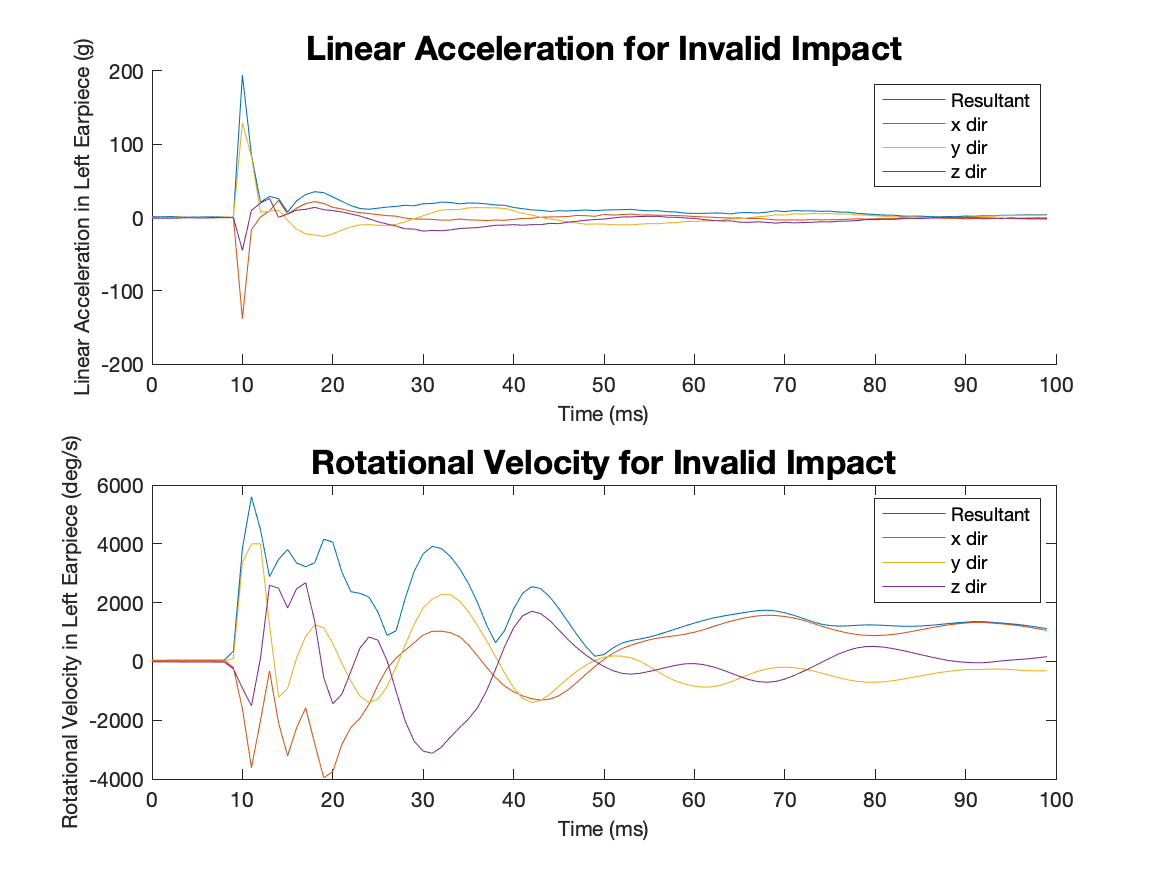 Linear Acceleration for Invalid Impact
Linear Acceleration in Left Earpiece (g)
200
100
0
-100
-200
Resultant
x dir
y dir
z dir
0 10 20 30 40 50 60 70 80 90 100
Time (ms)
Rotational Velocity for Invalid Impact
Rotational Velocity in Left Earpiece (deg/s)
6000
4000
2000
0
-2000
-4000
Resultant
x dir
y dir
z dir
0 10 20 30 40 50 60 70 80 90 100
Time (ms)